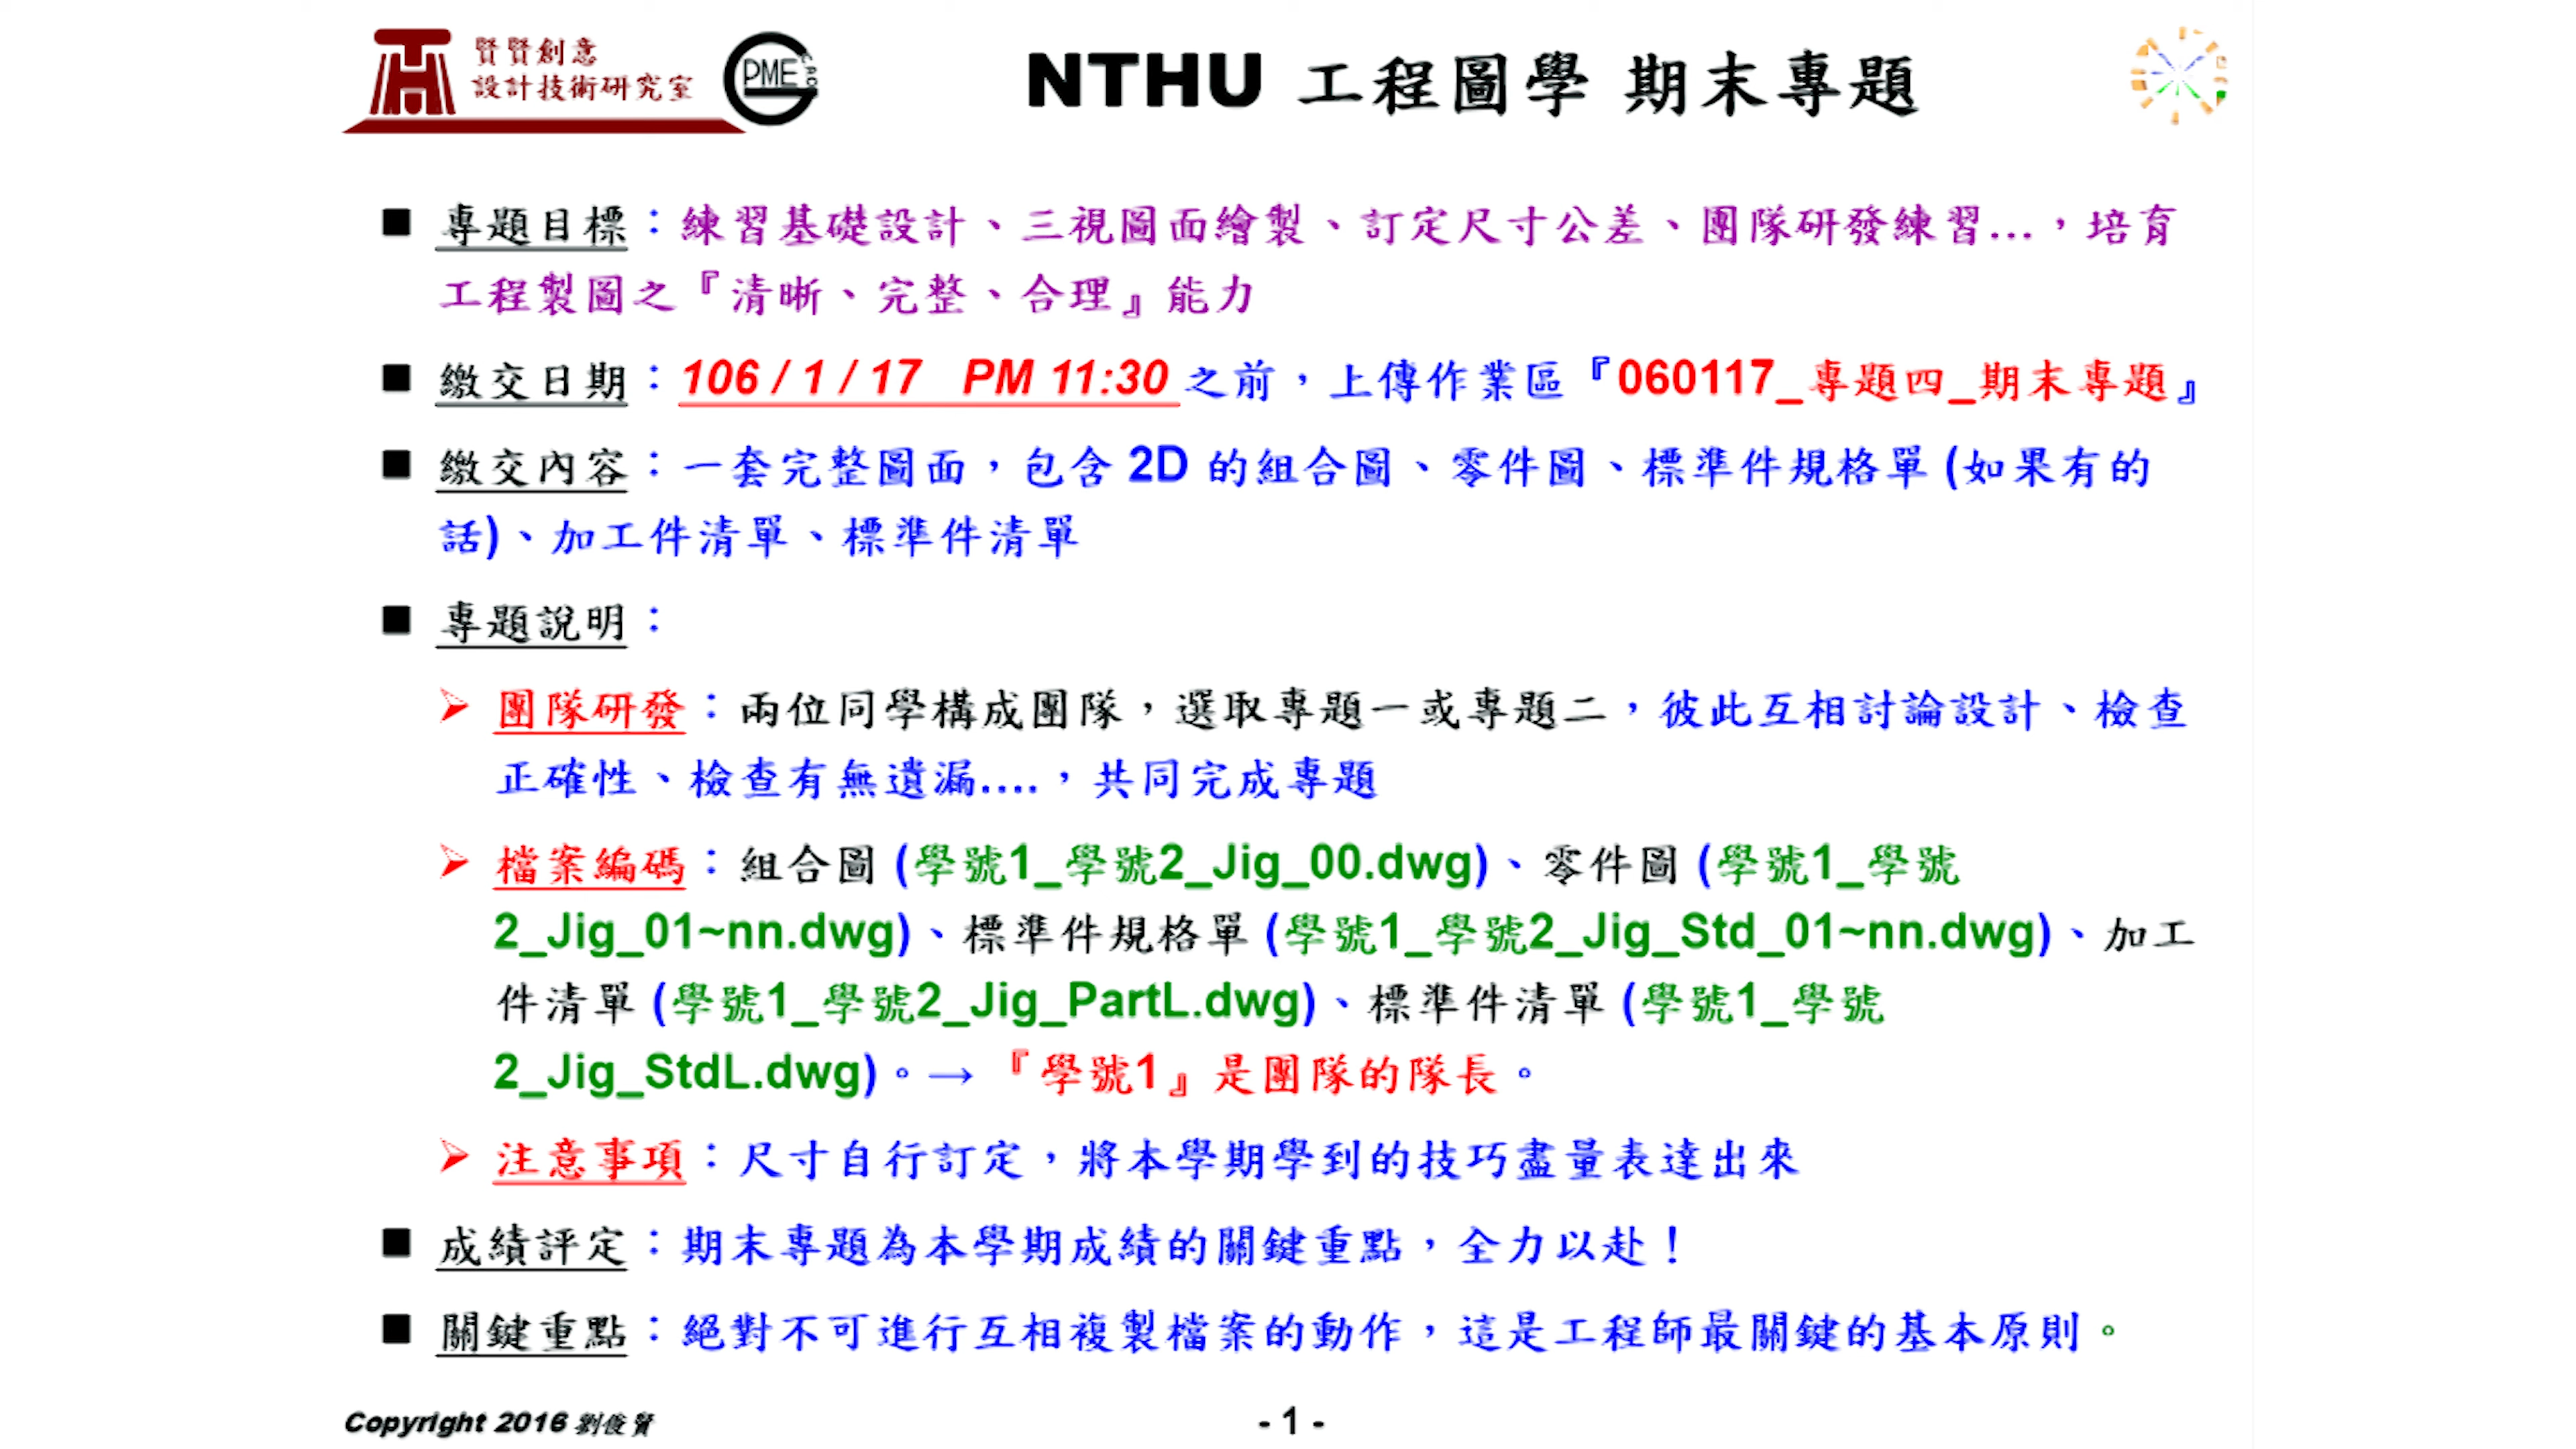 賢賢創意
設計技術研究室
PME
NTHU 工程圖學 期末專題
■ 專題目標：練習基礎設計、三視圖面繪製、訂定尺寸公差、團隊研發練習...，培育
工程製圖之『清晰、完整、合理』能力
■ 繳交日期：106 / 1 / 17 PM 11:30 之前，上傳作業區『060117_專題四_期末專題』
■ 繳交內容：一套完整圖面，包含 2D 的組合圖、零件圖、標準件規格單 (如果有的
話)、加工件清單、標準件清單
■ 專題說明：
➢ 團隊研發：兩位同學構成團隊，選取專題一或專題二，彼此互相討論設計、檢查
正確性、檢查有無遺漏....，共同完成專題
➢ 檔案編碼：組合圖 (學號1_學號2_Jig_00.dwg)、零件圖 (學號1_學號
2_Jig_01~nn.dwg)、標準件規格單 (學號1_學號2_Jig_Std_01~nn.dwg)、加工
件清單 (學號1_學號2_Jig_PartL.dwg)、標準件清單 (學號1_學號
2_Jig_StdL.dwg)。→ 『學號1』是團隊的隊長。
➢ 注意事項：尺寸自行訂定，將本學期學到的技巧盡量表達出來
■ 成績評定：期末專題為本學期成績的關鍵重點，全力以赴！
■ 關鍵重點：絕對不可進行互相複製檔案的動作，這是工程師最關鍵的基本原則。
Copyright 2016 劉俊賢
- 1 -